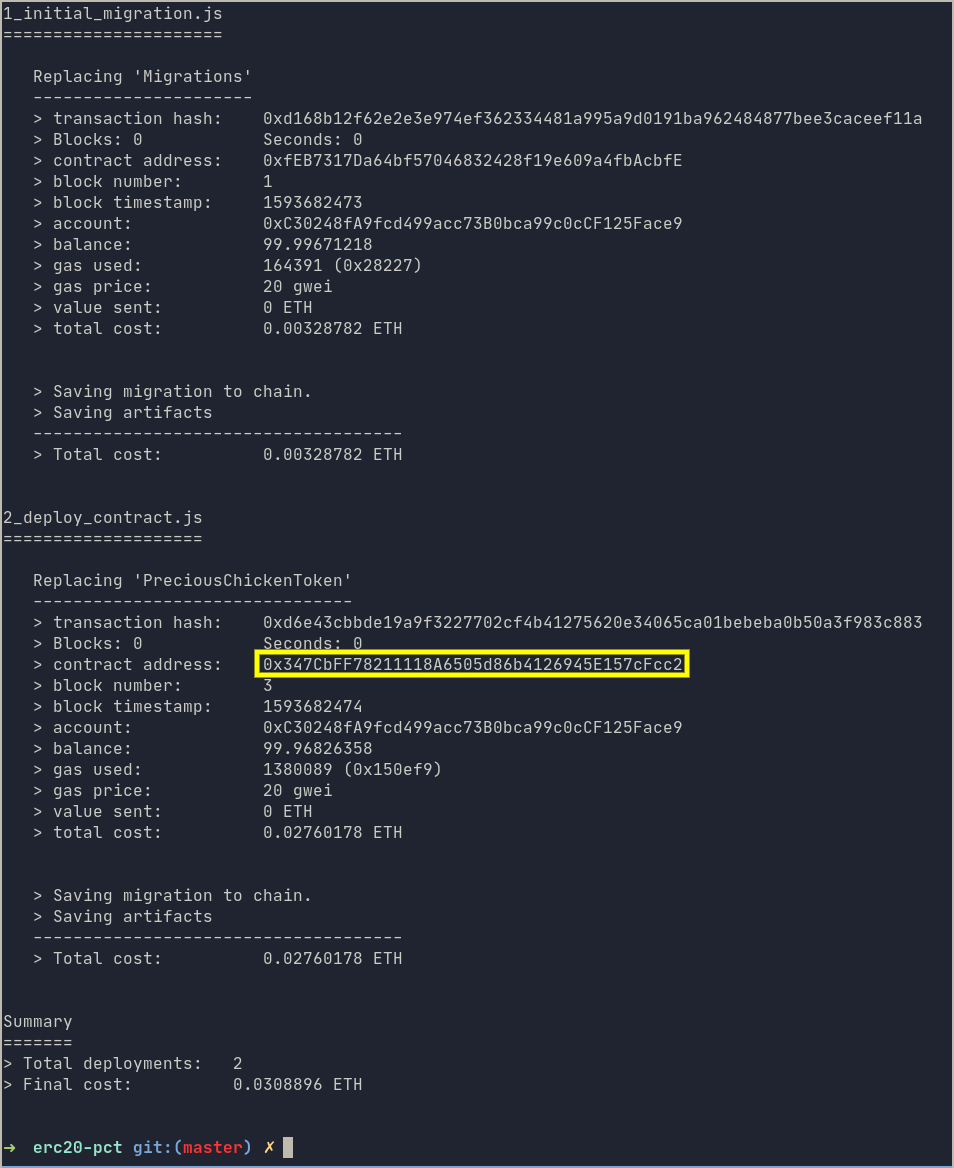 1_initial_migration.js
======================
Replacing 'Migrations'
----------------------
> transaction hash:    0xd168b12f62e2e3e974ef362334481a995a9d0191ba962484877bee3caceef11a
> Blocks: 0            Seconds: 0
> contract address:    0xfEB7317Da64bf57046832428f19e609a4fbAcbfE
> block number:        1
> block timestamp:     1593682473
> account:             0xC30248fA9fcd499acc73B0bca99c0cCF125Face9
> balance:             99.99671218
> gas used:            164391 (0x28227)
> gas price:           20 gwei
> value sent:          0 ETH
> total cost:          0.00328782 ETH
> Saving migration to chain.
> Saving artifacts
-------------------------------------
> Total cost:          0.00328782 ETH
2_deploy_contract.js
====================
Replacing 'PreciousChickenToken'
--------------------------------
> transaction hash:    0xd6e43cbbde19a9f3227702cf4b41275620e34065ca01bebeba0b50a3f983c883
> Blocks: 0            Seconds: 0
> contract address:    0x347CbFF78211118A6505d86b4126945E157cFcc2
> block number:        3
> block timestamp:     1593682474
> account:             0xC30248fA9fcd499acc73B0bca99c0cCF125Face9
> balance:             99.96826358
> gas used:            1380089 (0x150ef9)
> gas price:           20 gwei
> value sent:          0 ETH
> total cost:          0.02760178 ETH
> Saving migration to chain.
> Saving artifacts
-------------------------------------
> Total cost:          0.02760178 ETH
Summary
=======
> Total deployments:   2
> Final cost:          0.0308896 ETH
➜  erc20-pct git:(master) ✗